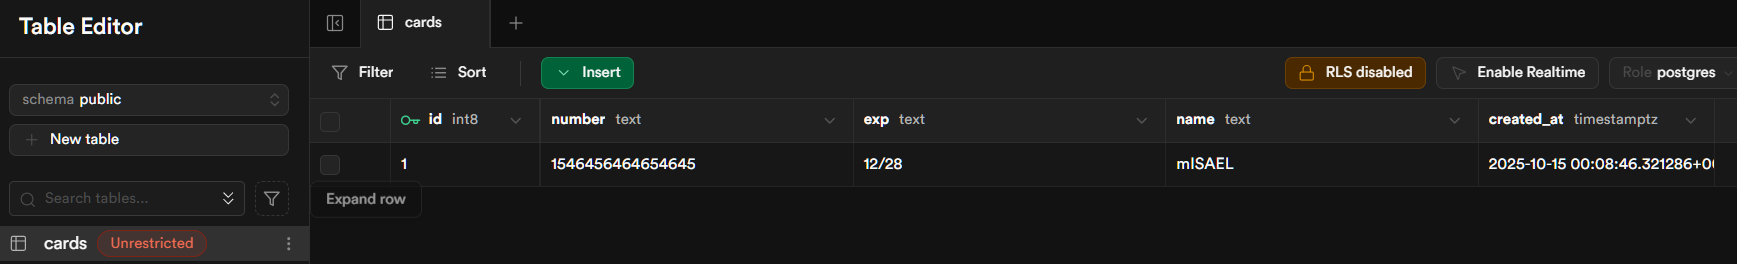 Table Editor
cards
Filter
Sort
Insert
RLS disabled
Enable Realtime
Role postgres
schema public
New table
Search tables...
cards Unrestricted
id int8 number text exp text name text created_at timestamptz
1 1546456464654645 12/28 mISAEL 2025-10-15 00:08:46.321286+0
Expand row